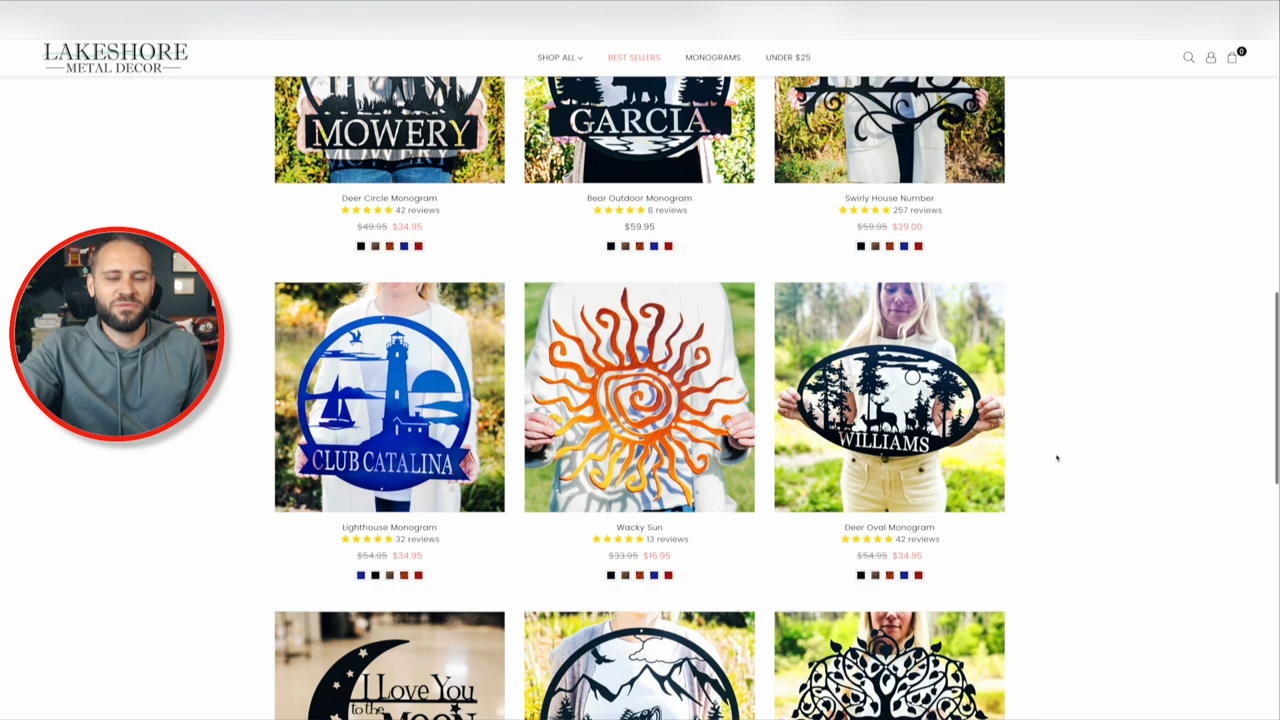 LAKESHORE
METAL DECOR
SHOP ALL
BEST SELLERS
MONOGRAMS
UNDER $25
0
MOWERY
GARCIA
Deer Circle Monogram
42 reviews
$49.95 $34.95
Bear Outdoor Monogram
8 reviews
$59.95
Swirly House Number
257 reviews
$59.95 $29.00
CLUB CATALINA
WILLIAMS
Lighthouse Monogram
32 reviews
$54.95 $34.95
Wacky Sun
13 reviews
$33.95 $16.95
Deer Oval Monogram
42 reviews
$54.95 $34.95
I Love You
to the
MOON